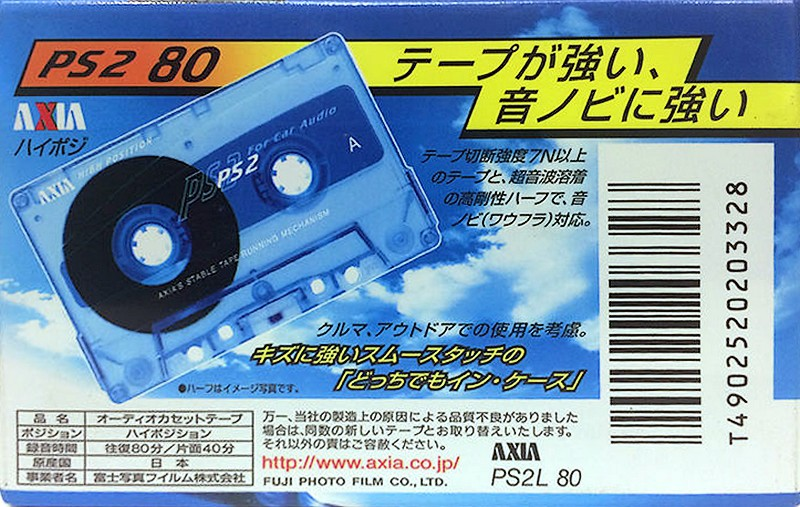 PS2 80
テープが強い、
音ノビに強い
AXIA
ハイポジ
AXIA HIGH POSITION
PS2 For Car Audio
PS2
A
AXIA'S STABLE TAPE RUNNING MECHANISM
テープ切断強度7N以上
のテープと、超音波溶着
の高剛性ハーフで、音
ノビ(ワウフラ)対応。
クルマ、アウトドアでの使用を考慮。
キズに強いスムースタッチの
「どっちでもイン・ケース」
●ハーフはイメージ写真です。
T4902520203328
品名 オーディオカセットテープ
ポジション ハイポジション
録音時間 往復80分/片面40分
原産国 日本
事業者名 富士写真フイルム株式会社
万一、当社の製造上の原因による品質不良がありました
場合は、同数の新しいテープとお取り替えいたします。
それ以外の責はご容赦ください。
http://www.axia.co.jp/
FUJI PHOTO FILM CO., LTD.
AXIA
PS2L 80